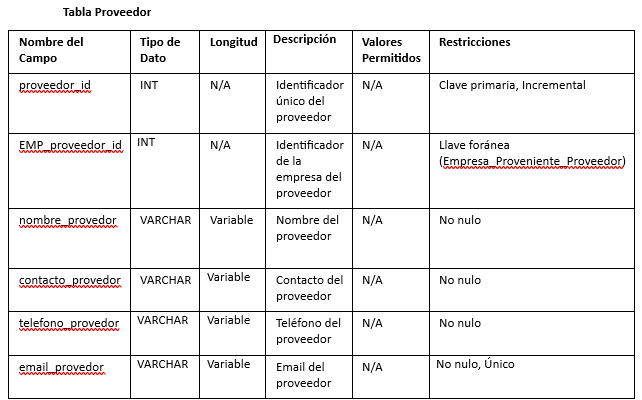 Tabla Proveedor
Nombre del Campo Tipo de Dato Longitud Descripción Valores Permitidos Restricciones
proveedor_id INT N/A Identificador único del proveedor N/A Clave primaria, Incremental
EMP_proveedor_id INT N/A Identificador de la empresa del proveedor N/A Llave foránea (Empresa_Proveniente_Proveedor)
nombre_provedor VARCHAR Variable Nombre del proveedor N/A No nulo
contacto_provedor VARCHAR Variable Contacto del proveedor N/A No nulo
telefono_provedor VARCHAR Variable Teléfono del proveedor N/A No nulo
email_provedor VARCHAR Variable Email del proveedor N/A No nulo, Único